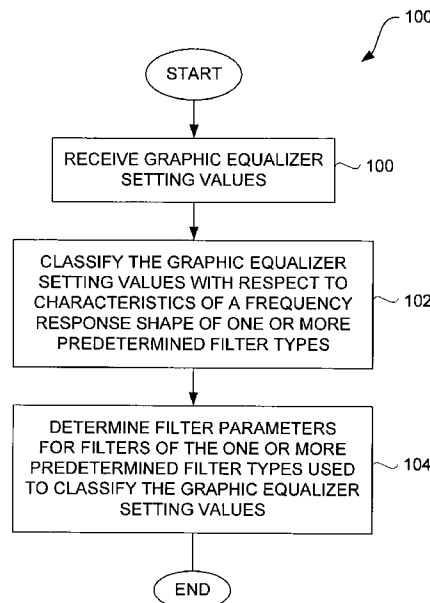 100
START
RECEIVE GRAPHIC EQUALIZER
SETTING VALUES
100
CLASSIFY THE GRAPHIC EQUALIZER
SETTING VALUES WITH RESPECT TO
CHARACTERISTICS OF A FREQUENCY
RESPONSE SHAPE OF ONE OR MORE
PREDETERMINED FILTER TYPES
102
DETERMINE FILTER PARAMETERS
FOR FILTERS OF THE ONE OR MORE
PREDETERMINED FILTER TYPES USED
TO CLASSIFY THE GRAPHIC EQUALIZER
SETTING VALUES
104
END